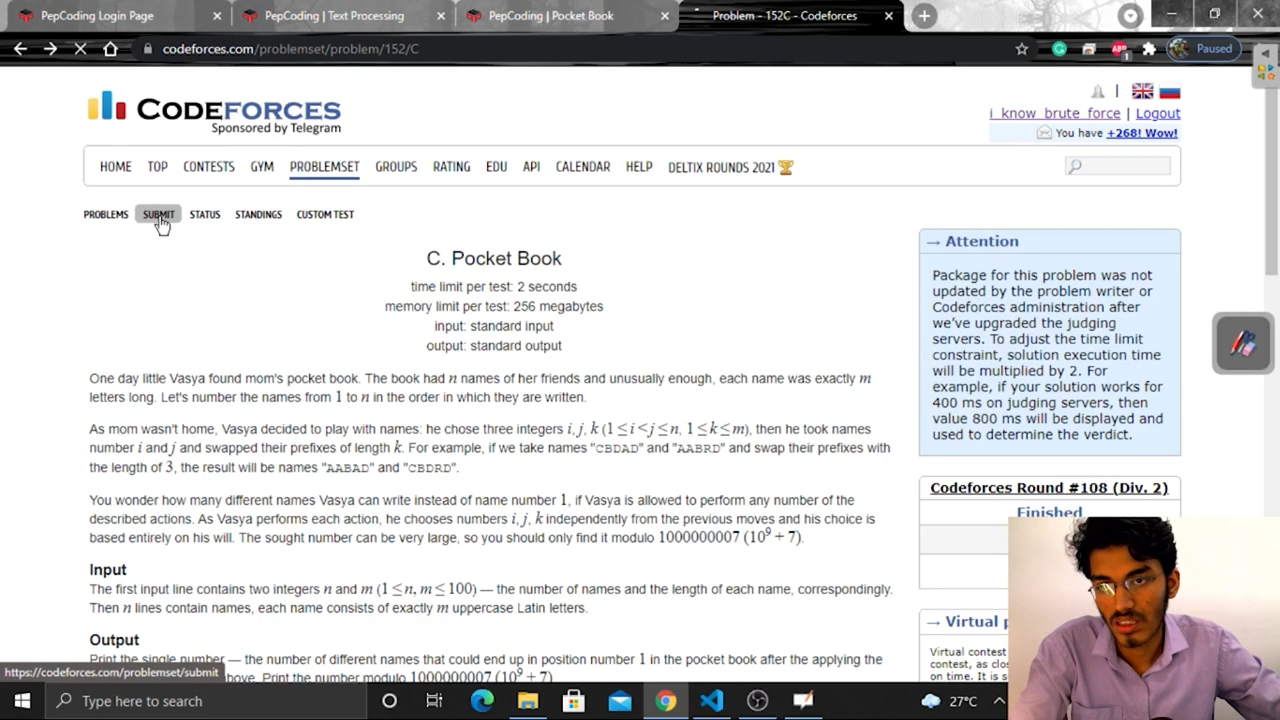 PepCoding Login Page
PepCoding | Text Processing
PepCoding | Pocket Book
Problem - 152C - Codeforces
codeforces.com/problemset/problem/152/C
ABP
1
Paused
CODEFORCES
Sponsored by Telegram
i_know_brute_force | Logout
You have +268! Wow!
HOME TOP CONTESTS GYM PROBLEMSET GROUPS RATING EDU API CALENDAR HELP DELTIX ROUNDS 2021
PROBLEMS SUBMIT STATUS STANDINGS CUSTOM TEST
C. Pocket Book
time limit per test: 2 seconds
memory limit per test: 256 megabytes
input: standard input
output: standard output
One day little Vasya found mom's pocket book. The book had n names of her friends and unusually enough, each name was exactly m
letters long. Let's number the names from 1 to n in the order in which they are written.
As mom wasn't home, Vasya decided to play with names: he chose three integers i, j, k (1 ≤ i < j ≤ n, 1 ≤ k ≤ m), then he took names
number i and j and swapped their prefixes of length k. For example, if we take names "CBDAD" and "AABRD" and swap their prefixes with
the length of 3, the result will be names "AABAD" and "CBDRD".
You wonder how many different names Vasya can write instead of name number 1, if Vasya is allowed to perform any number of the
described actions. As Vasya performs each action, he chooses numbers i, j, k independently from the previous moves and his choice is
based entirely on his will. The sought number can be very large, so you should only find it modulo 1000000007 (10⁹ + 7).
Input
The first input line contains two integers n and m (1 ≤ n, m ≤ 100) — the number of names and the length of each name, correspondingly.
Then n lines contain names, each name consists of exactly m uppercase Latin letters.
Output
Print the single number — the number of different names that could end up in position number 1 in the pocket book after the applying the
above. Print the number modulo 1000000007 (10⁹ + 7)
→ Attention
Package for this problem was not
updated by the problem writer or
Codeforces administration after
we've upgraded the judging
servers. To adjust the time limit
constraint, solution execution time
will be multiplied by 2. For
example, if your solution works for
400 ms on judging servers, then
value 800 ms will be displayed and
used to determine the verdict.
Codeforces Round #108 (Div. 2)
Finished
→ Virtual
Virtual contest
contest, as clos
on time. It is s
https://codeforces.com/problemset/submit
Type here to search
27°C